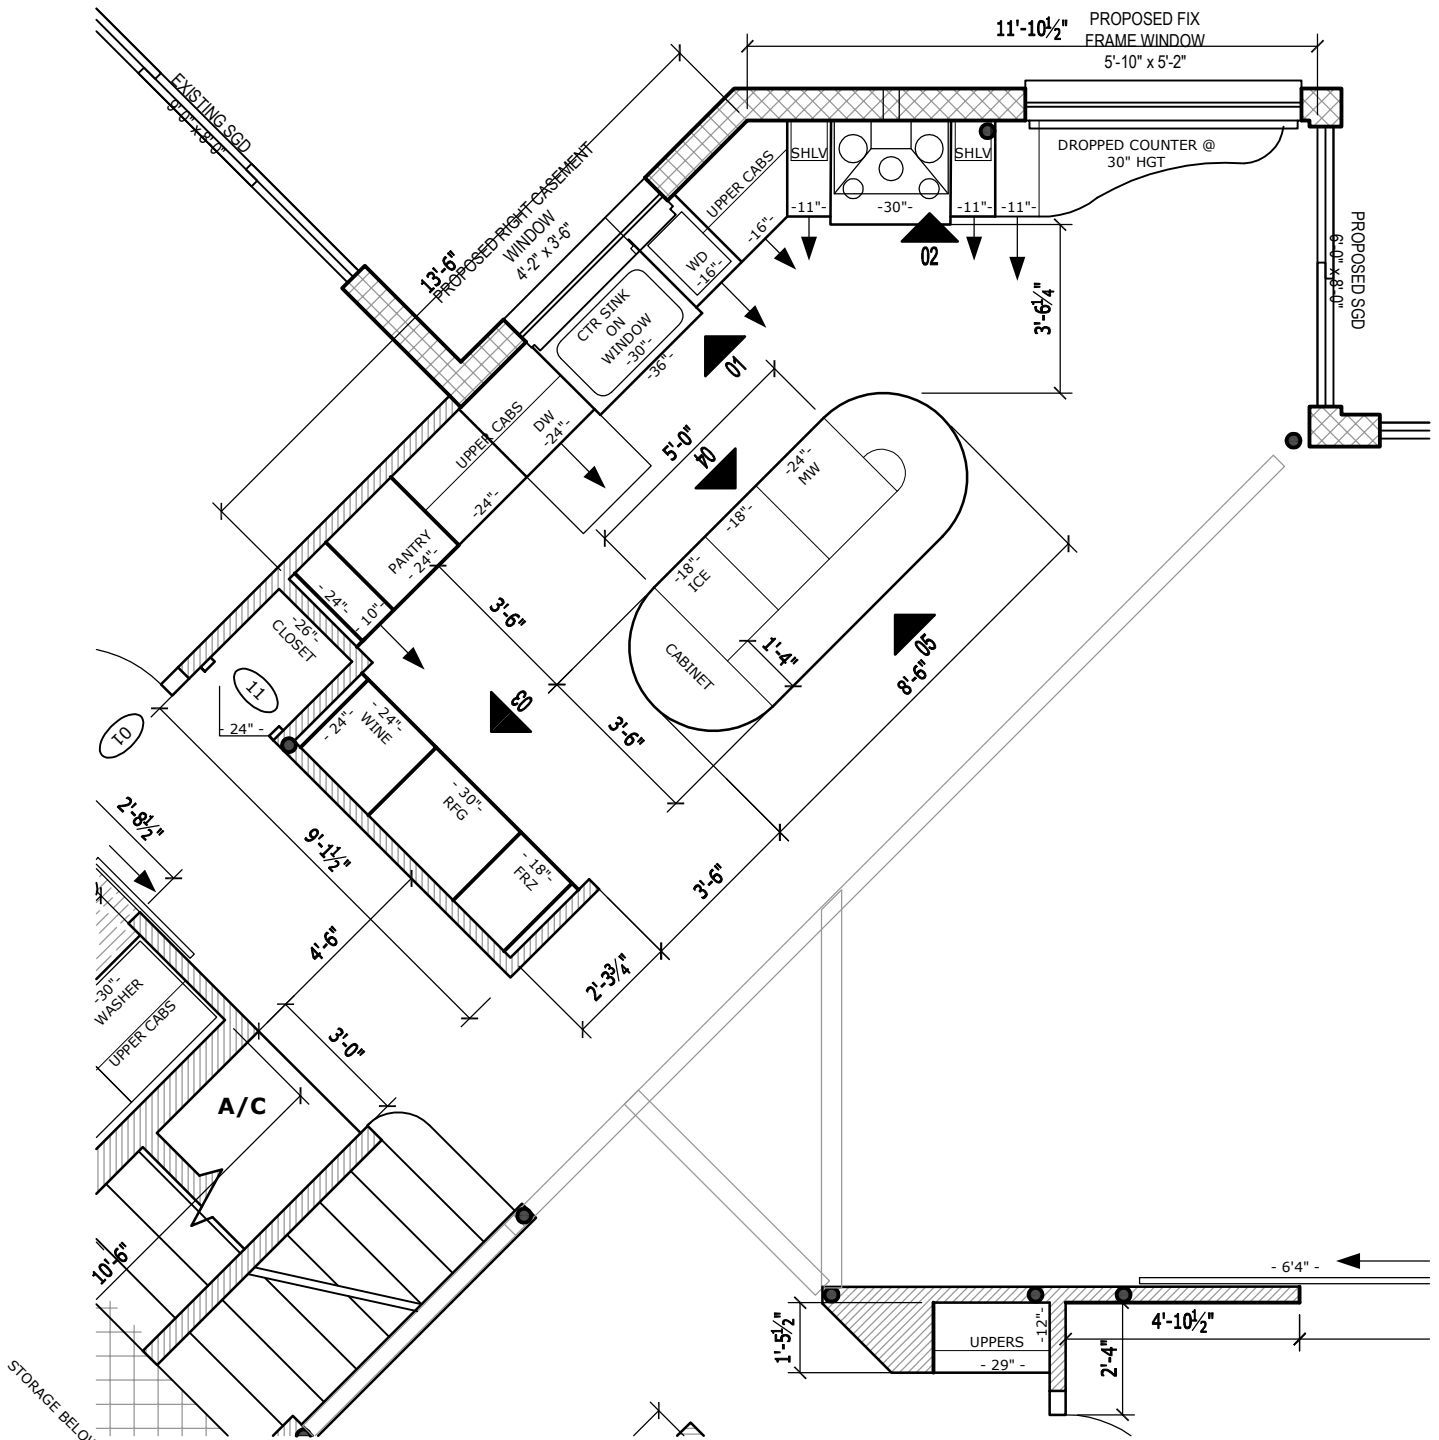 11'-10½"
PROPOSED FIX
FRAME WINDOW
5'-10" x 5'-2"
EXISTING SGD
9'-0" x 8'-0"
13'-6"
PROPOSED RIGHT CASEMENT
WINDOW
4'-2" x 3'-6"
UPPER CABS
-16"-
SHLV
-11"-
-30"-
SHLV
-11"-
-11"-
DROPPED COUNTER @
30" HGT
02
3'-6¼"
PROPOSED SGD
6'-0" x 8'-0"
WD
-16"-
CTR SINK
ON
WINDOW
-30"-
-36"-
01
UPPER CABS
DW
-24"-
-24"-
5'-0"
04
-24"-
MW
-18"-
-18"-
ICE
CABINET
1'-4"
05
8'-6"
PANTRY
- 24"-
- 24"-
- 10"-
3'-6"
3'-6"
03
-26"-
CLOSET
11
- 24" -
10
- 24"-
- 24"-
WINE
- 30"-
RFG
- 18"-
FRZ
2'-8½"
9'-1½"
4'-6"
3'-6"
2'-3¾"
3'-0"
-30"-
WASHER
UPPER CABS
A/C
10'-6"
STORAGE BELOW
- 6'4" -
1'-5½"
UPPERS
- 29" -
-12"-
4'-10½"
2'-4"